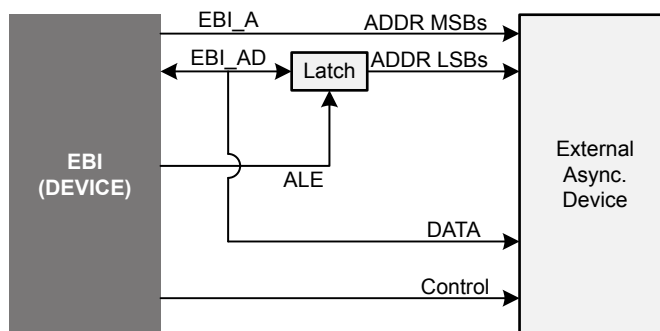 EBI_A
ADDR MSBs
EBI_AD
Latch
ADDR LSBs
EBI
(DEVICE)
ALE
External
Async.
Device
DATA
Control